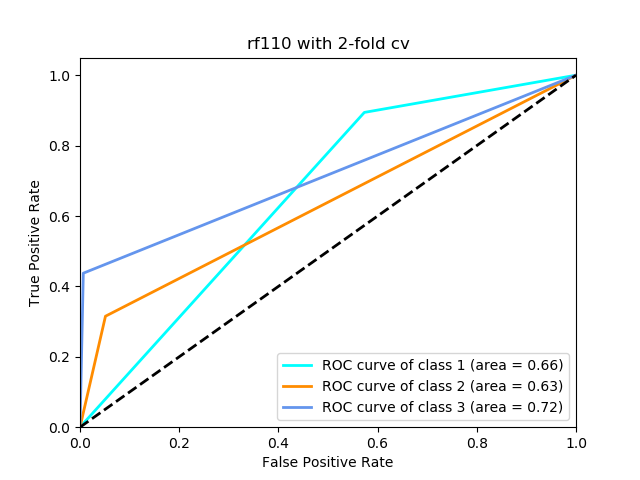 rf110 with 2-fold cv
1.0
0.8
0.6
0.4
0.2
0.0
True Positive Rate
ROC curve of class 1 (area = 0.66)
ROC curve of class 2 (area = 0.63)
ROC curve of class 3 (area = 0.72)
0.0 0.2 0.4 0.6 0.8 1.0
False Positive Rate